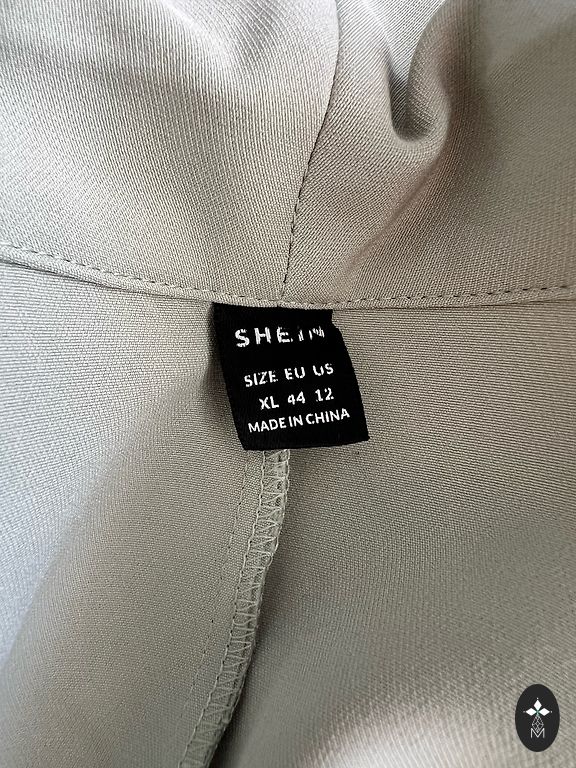 SHEIN
SIZE EU US
XL 44 12
MADE IN CHINA